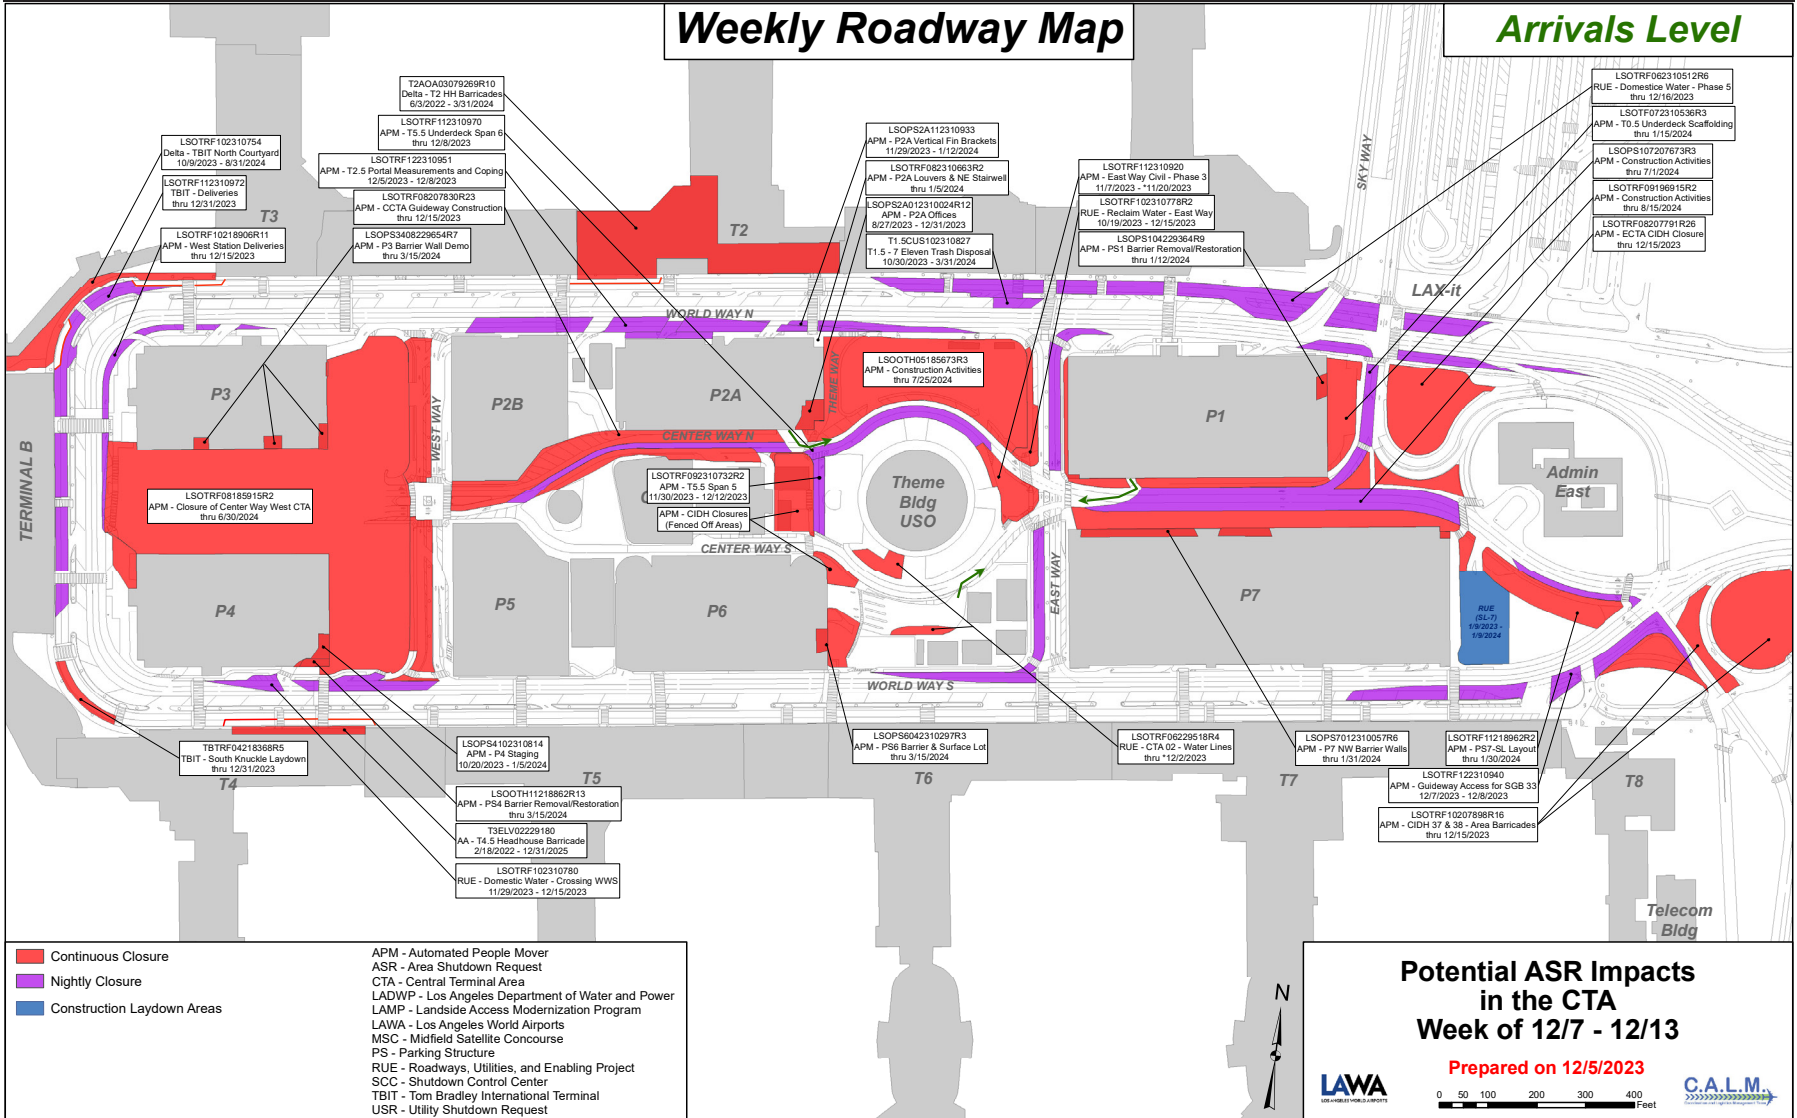 Weekly Roadway Map
Arrivals Level
T2AOA03079269R10
Delta - T2 HH Barricades
6/3/2022 - 3/31/2024
LSOTRF112310970
APM - T5.5 Underdeck Span 6
thru 12/8/2023
LSOTRF122310951
APM - T2.5 Portal Measurements and Coping
12/5/2023 - 12/8/2023
LSOTRF08207830R23
APM - CCTA Guideway Construction
thru 12/15/2023
LSOPS3408229654R7
APM - P3 Barrier Wall Demo
thru 3/15/2024
LSOTRF102310754
Delta - TBIT North Courtyard
10/9/2023 - 8/31/2024
LSOTRF112310972
TBIT - Deliveries
thru 12/31/2023
LSOTRF10218906R11
APM - West Station Deliveries
thru 12/15/2023
LSOPS2A112310933
APM - P2A Vertical Fin Brackets
11/29/2023 - 1/12/2024
LSOTRF082310663R2
APM - P2A Louvers & NE Stairwell
thru 1/5/2024
LSOPS2A012310024R12
APM - P2A Offices
8/27/2023 - 12/31/2023
T1.5CUS102310827
T1.5 - 7 Eleven Trash Disposal
10/30/2023 - 3/31/2024
LSOTRF112310920
APM - East Way Civil - Phase 3
11/7/2023 - *11/20/2023
LSOTRF102310778R2
RUE - Reclaim Water - East Way
10/19/2023 - 12/15/2023
LSOPS104229364R9
APM - PS1 Barrier Removal/Restoration
thru 1/12/2024
LSOTRF062310512R6
RUE - Domestice Water - Phase 5
thru 12/16/2023
LSOTF072310536R3
APM - T0.5 Underdeck Scaffolding
thru 1/15/2024
LSOPS107207673R3
APM - Construction Activities
thru 7/1/2024
LSOTRF09196915R2
APM - Construction Activities
thru 8/15/2024
LSOTRF08207791R26
APM - ECTA CIDH Closure
thru 12/15/2023
T3
T2
SKY WAY
LAX-it
WORLD WAY N
P3
P2B
P2A
THEME WAY
LSOOTH05185673R3
APM - Construction Activities
thru 7/25/2024
P1
WEST WAY
CENTER WAY N
TERMINAL B
LSOTRF08185915R2
APM - Closure of Center Way West CTA
thru 6/30/2024
LSOTRF092310732R2
APM - T5.5 Span 5
11/30/2023 - 12/12/2023
APM - CIDH Closures
(Fenced Off Areas)
Theme
Bldg
USO
Admin
East
CENTER WAY S
EAST WAY
P4
P5
P6
P7
RUE
(SL-7)
1/9/2023 -
1/9/2024
WORLD WAY S
TBTRF04218368R5
TBIT - South Knuckle Laydown
thru 12/31/2023
LSOPS4102310814
APM - P4 Staging
10/20/2023 - 1/5/2024
LSOPS6042310297R3
APM - PS6 Barrier & Surface Lot
thru 3/15/2024
LSOTRF06229518R4
RUE - CTA 02 - Water Lines
thru *12/2/2023
LSOPS7012310057R6
APM - P7 NW Barrier Walls
thru 1/31/2024
LSOTRF11218962R2
APM - PS7-SL Layout
thru 1/30/2024
LSOTRF122310940
APM - Guideway Access for SGB 33
12/7/2023 - 12/8/2023
LSOTRF10207898R16
APM - CIDH 37 & 38 - Area Barricades
thru 12/15/2023
T4
T5
T6
T7
T8
LSOOTH11218862R13
APM - PS4 Barrier Removal/Restoration
thru 3/15/2024
T3ELV02229180
AA - T4.5 Headhouse Barricade
2/18/2022 - 12/31/2025
LSOTRF102310780
RUE - Domestic Water - Crossing WWS
11/29/2023 - 12/15/2023
Telecom
Bldg
Continuous Closure
Nightly Closure
Construction Laydown Areas
APM - Automated People Mover
ASR - Area Shutdown Request
CTA - Central Terminal Area
LADWP - Los Angeles Department of Water and Power
LAMP - Landside Access Modernization Program
LAWA - Los Angeles World Airports
MSC - Midfield Satellite Concourse
PS - Parking Structure
RUE - Roadways, Utilities, and Enabling Project
SCC - Shutdown Control Center
TBIT - Tom Bradley International Terminal
USR - Utility Shutdown Request
N
Potential ASR Impacts
in the CTA
Week of 12/7 - 12/13
Prepared on 12/5/2023
LAWA
LOS ANGELES WORLD AIRPORTS
0 50 100 200 300 400
Feet
C.A.L.M.